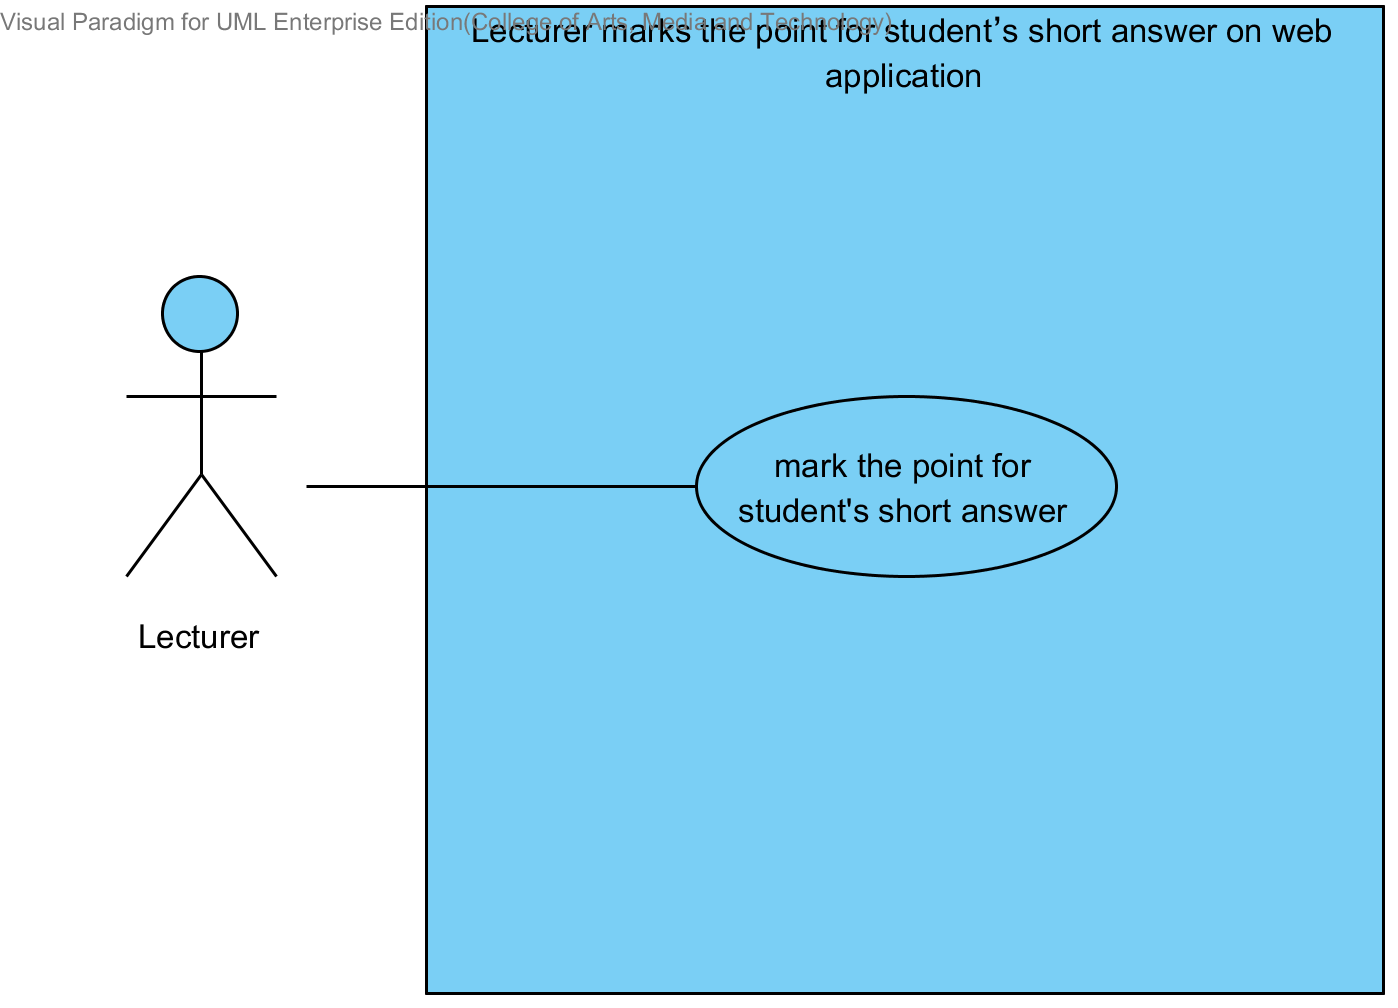 Visual Paradigm for UML Enterprise Edition(College of Arts, Media and Technology)
Lecturer marks the point for student’s short answer on web
application
mark the point for
student's short answer
Lecturer